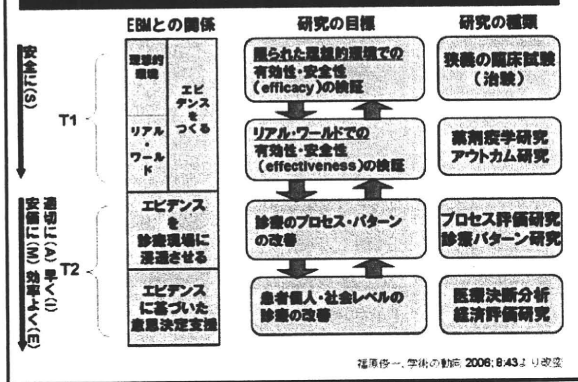 EBMとの関係
研究の目標
研究の種類
安全に(S)
T1
理想的
環境
リアル・ワールド
エビデンスをつくる
限られた理想的環境での
有効性・安全性
(efficacy)の検証
狭義の臨床試験
(治験)
リアル・ワールドでの
有効性・安全性
(effectiveness)の検証
薬剤疫学研究
アウトカム研究
適切に(A) 早く(I)
安価に(M) 効率よく(E)
T2
エビデンス
を
診療現場に
浸透させる
診療のプロセス・パターン
の改善
プロセス評価研究
診療パターン研究
エビデンス
に基づいた
意思決定支援
患者個人・社会レベルの
診療の改善
医療決断分析
経済評価研究
福原俊一、学術の動向 2006; 8:43より改変